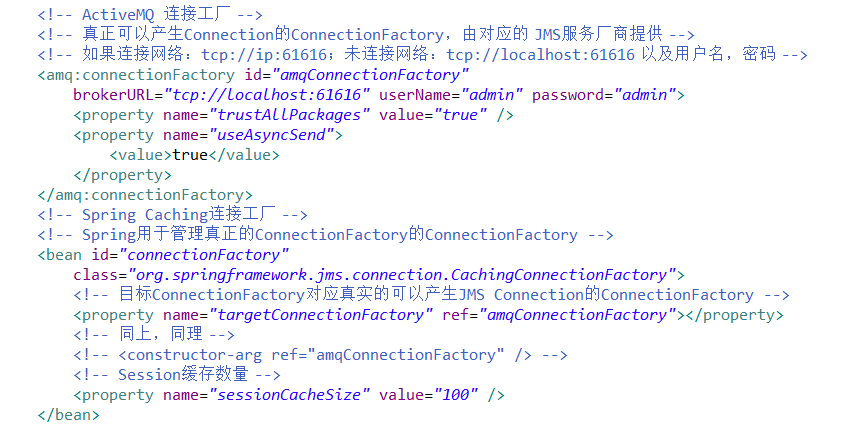 <!-- ActiveMQ 连接工厂 -->
<!-- 真正可以产生Connection的ConnectionFactory，由对应的 JMS服务厂商提供 -->
<!-- 如果连接网络：tcp://ip:61616；未连接网络：tcp://localhost:61616 以及用户名，密码 -->
<amq:connectionFactory id="amqConnectionFactory"
brokerURL="tcp://localhost:61616" userName="admin" password="admin">
<property name="trustAllPackages" value="true" />
<property name="useAsyncSend">
<value>true</value>
</property>
</amq:connectionFactory>
<!-- Spring Caching连接工厂 -->
<!-- Spring用于管理真正的ConnectionFactory的ConnectionFactory -->
<bean id="connectionFactory"
class="org.springframework.jms.connection.CachingConnectionFactory">
<!-- 目标ConnectionFactory对应真实的可以产生JMS Connection的ConnectionFactory -->
<property name="targetConnectionFactory" ref="amqConnectionFactory"></property>
<!-- 同上，同理 -->
<!-- <constructor-arg ref="amqConnectionFactory" /> -->
<!-- Session缓存数量 -->
<property name="sessionCacheSize" value="100" />
</bean>